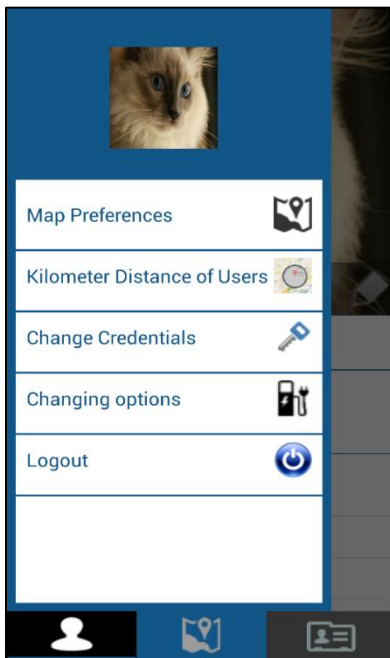 Map Preferences
Kilometer Distance of Users
Change Credentials
Changing options
Logout